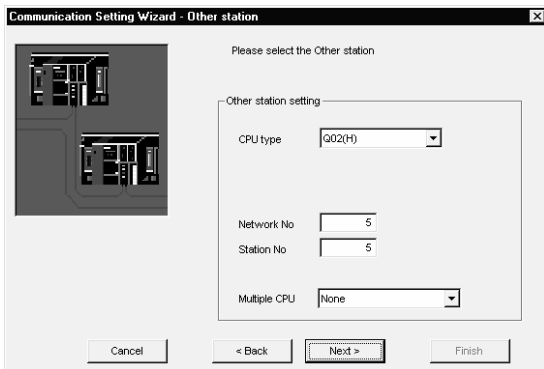 Communication Setting Wizard - Other station
Please select the Other station
Other station setting
CPU type Q02(H)
Network No 5
Station No 5
Multiple CPU None
Cancel < Back Next > Finish